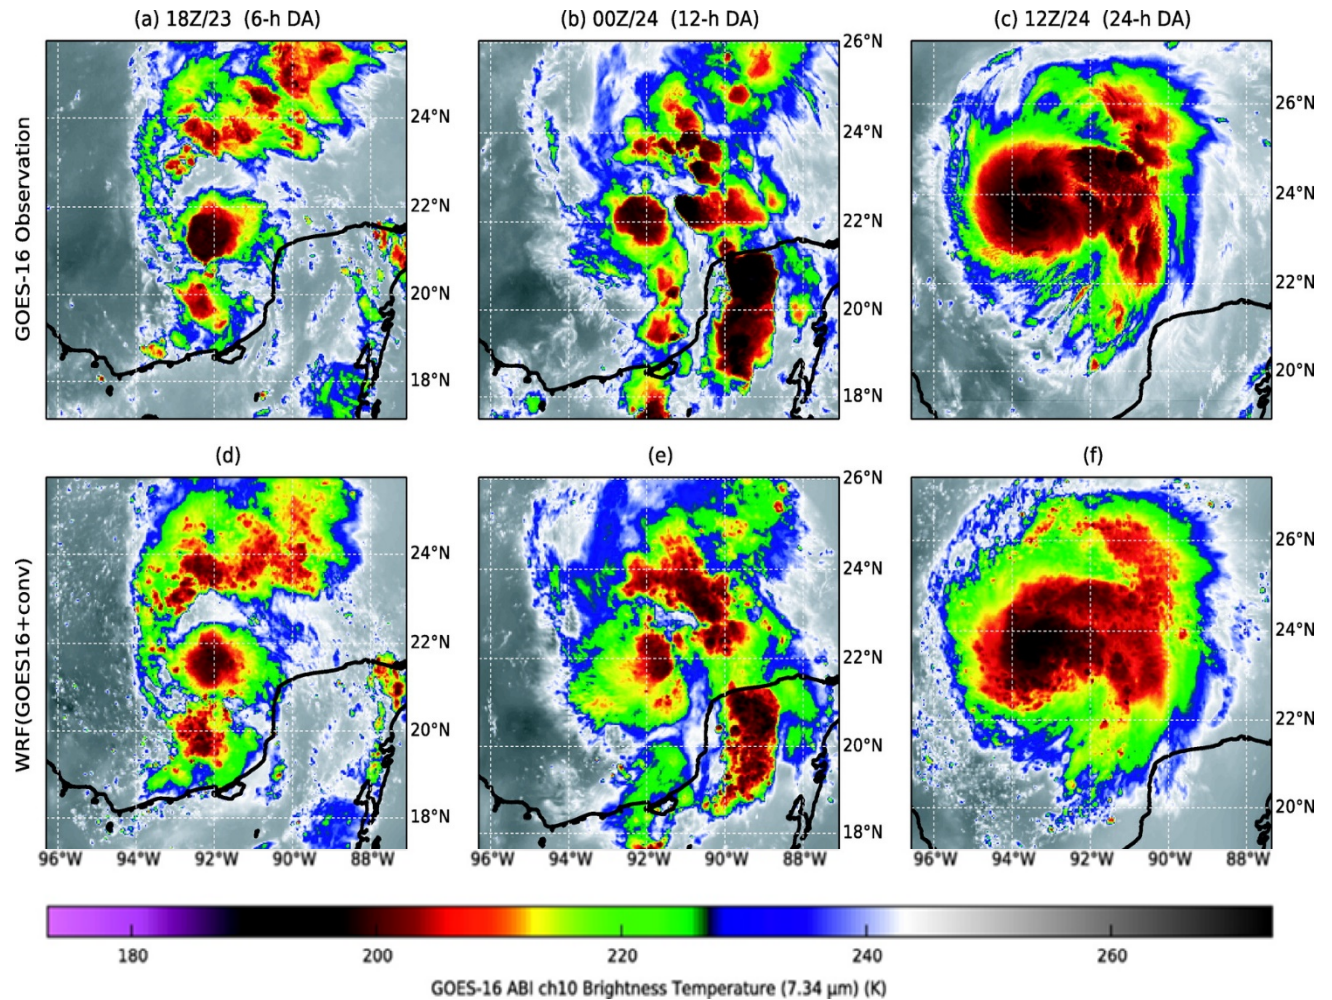 (a) 18Z/23 (6-h DA) (b) 00Z/24 (12-h DA) (c) 12Z/24 (24-h DA)
GOES-16 Observation
24°N
22°N
20°N
18°N
26°N
24°N
22°N
20°N
18°N
26°N
24°N
22°N
20°N
(d) (e) (f)
WRF(GOES16+conv)
24°N
22°N
20°N
18°N
26°N
24°N
22°N
20°N
18°N
26°N
24°N
22°N
20°N
96°W 94°W 92°W 90°W 88°W 96°W 94°W 92°W 90°W 88°W 96°W 94°W 92°W 90°W 88°W
180 200 220 240 260
GOES-16 ABI ch10 Brightness Temperature (7.34 μm) (K)